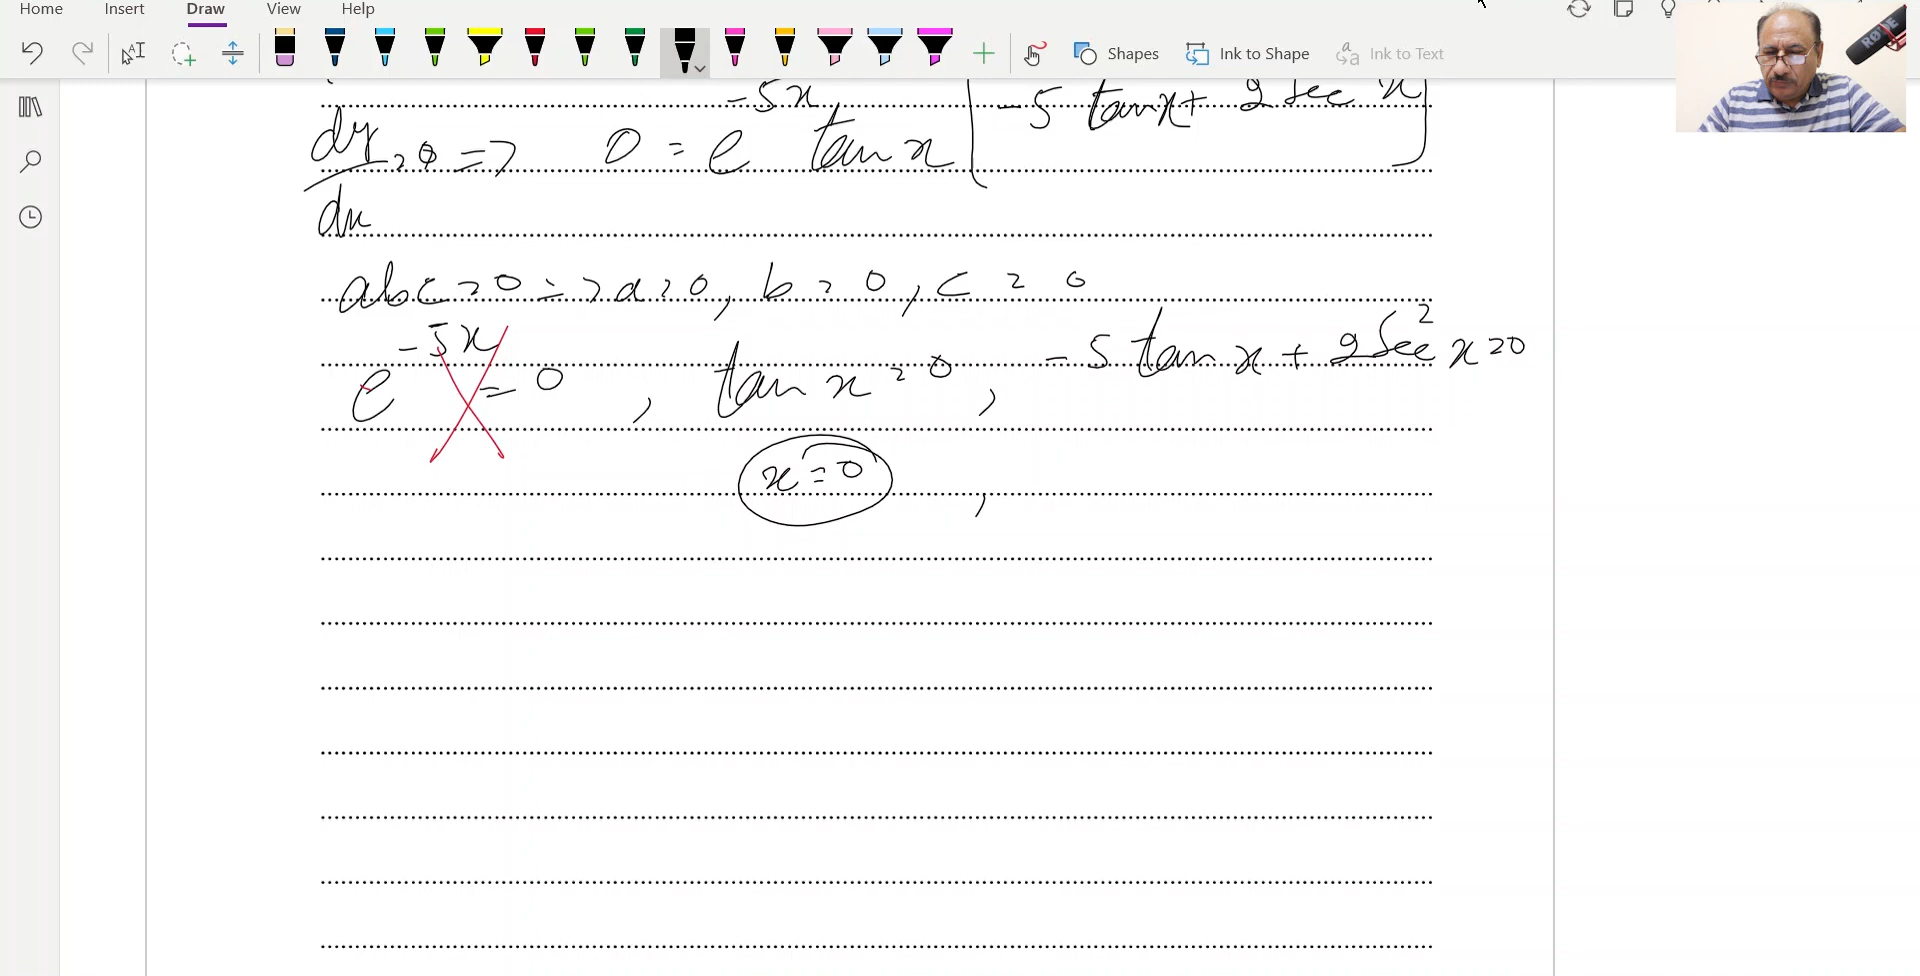 Home Insert Draw View Help
Shapes Ink to Shape Ink to Text
RØDE
dy/dx = 0 => 0 = e^-5x tan x [-5 tan x + 2 sec^2 x]
abc = 0 => a = 0, b = 0, c = 0
e^-5x = 0 , tan x = 0 , -5 tan x + 2 Sec^2 x = 0
x = 0 ,